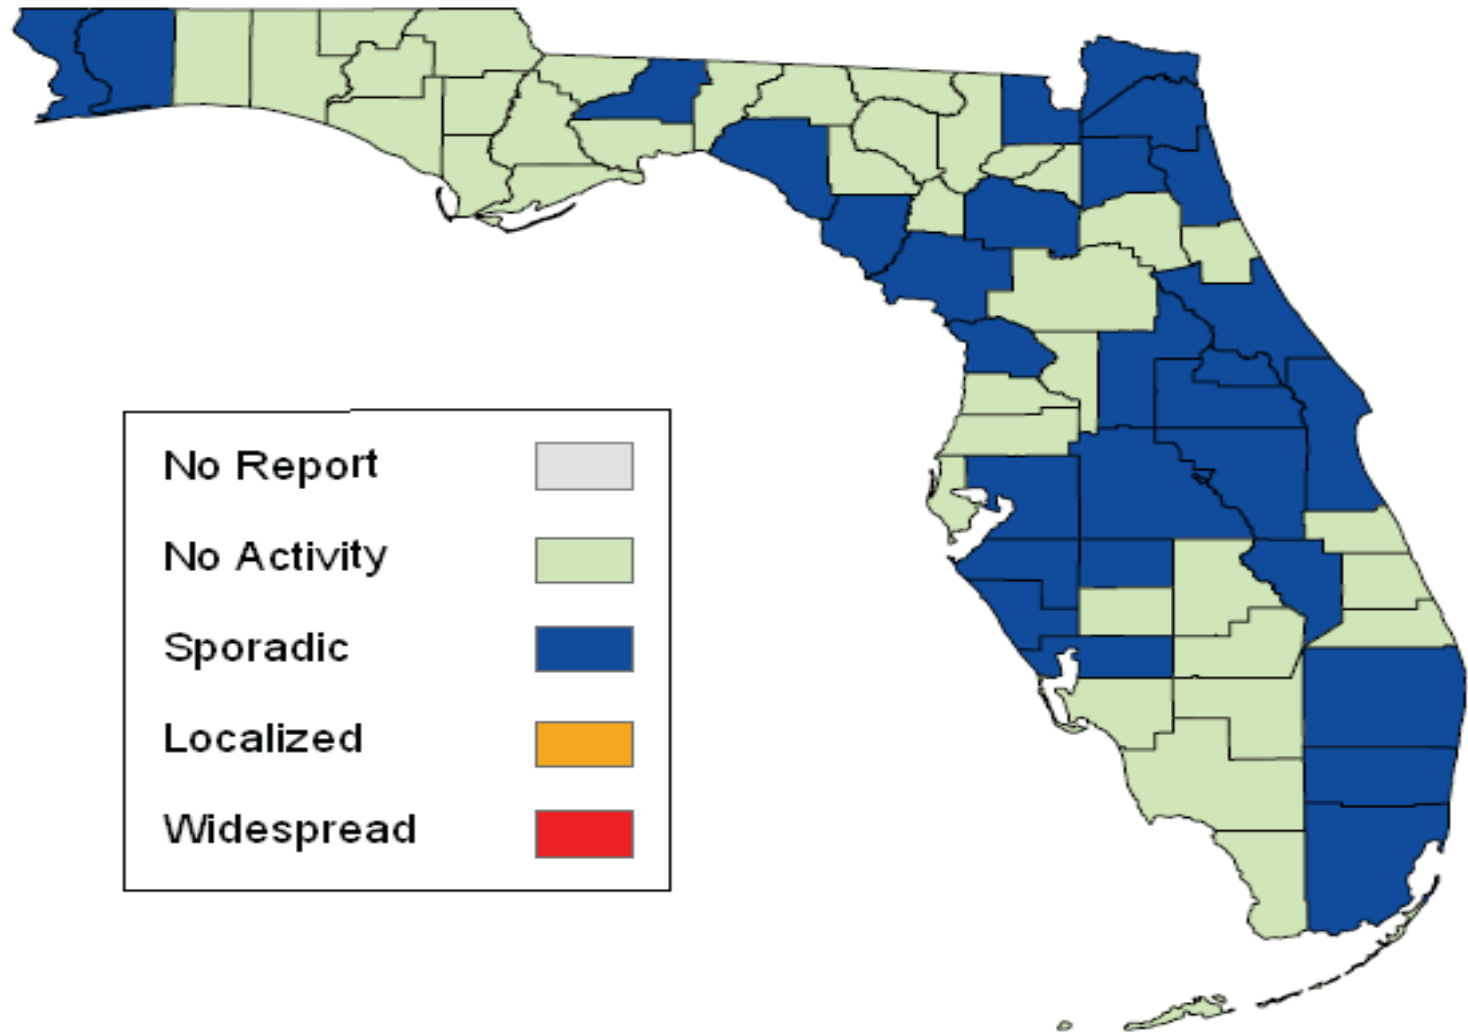 No Report
No Activity
Sporadic
Localized
Widespread